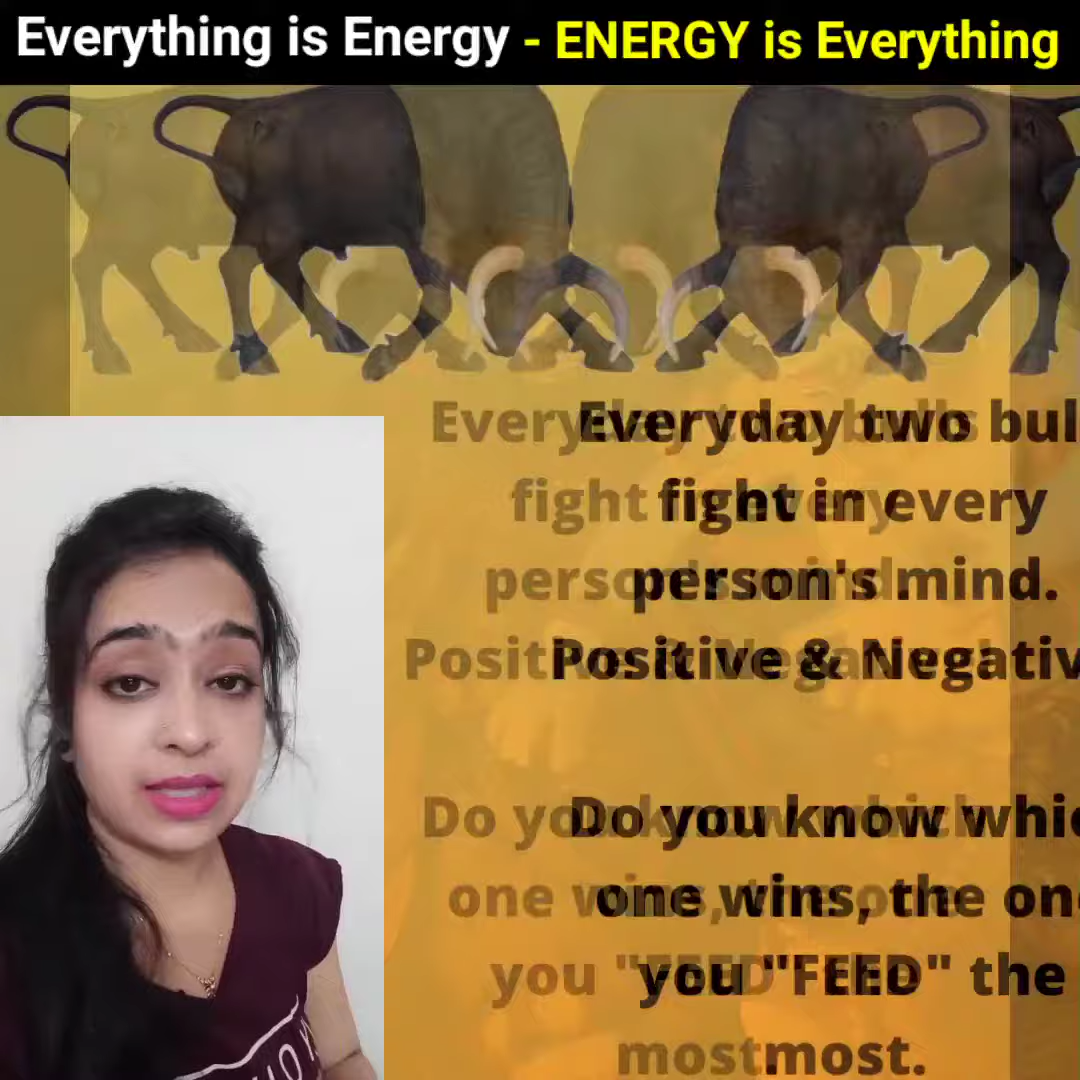 Everything is Energy - ENERGY is Everything
Everyday two bul
fight in every
person's mind.
Positive & Negativ
Do you know whic
one wins, the on
you "FEED" the
most.